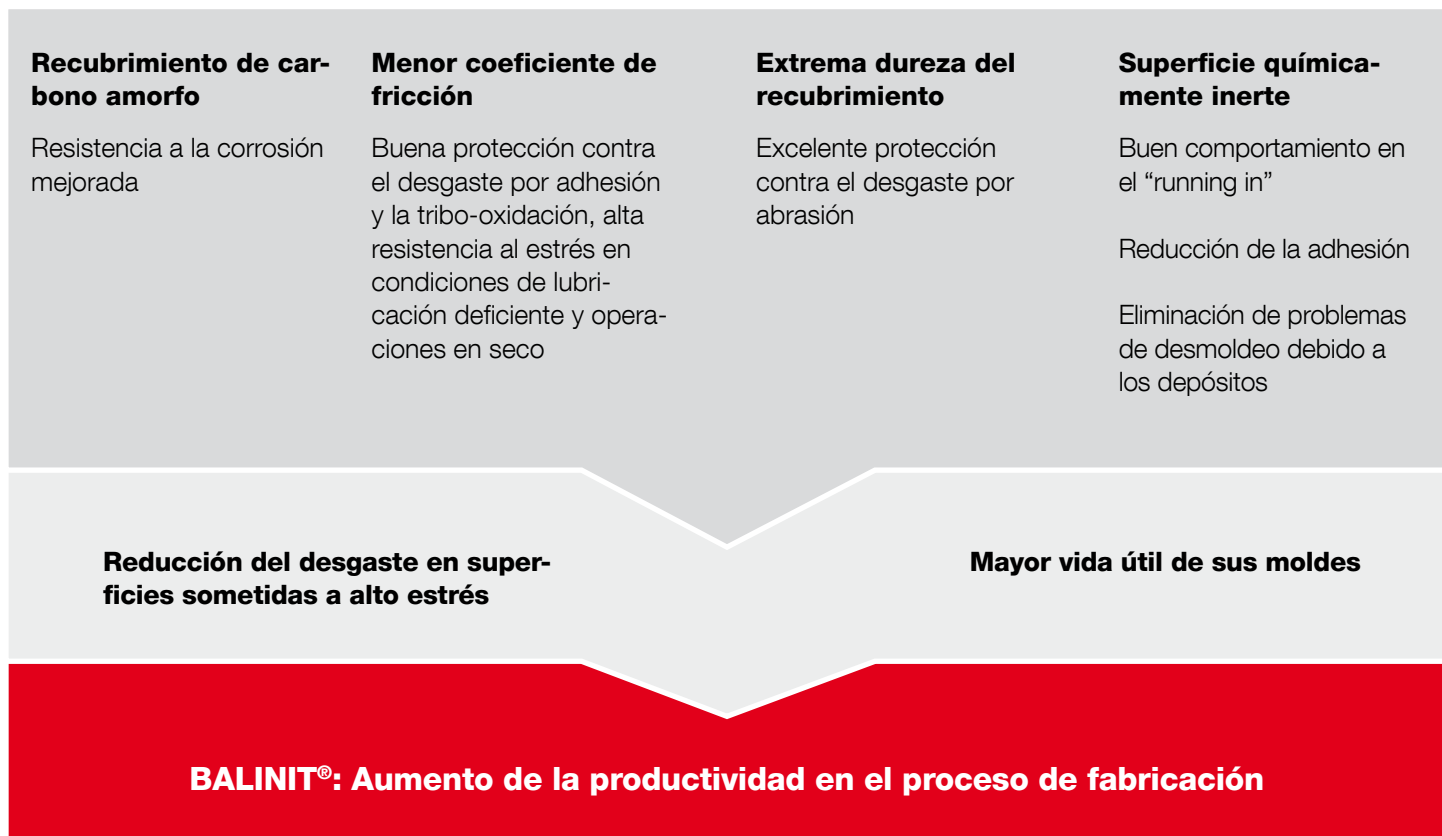 Recubrimiento de car-
bono amorfo
Resistencia a la corrosión
mejorada
Menor coeficiente de
fricción
Buena protección contra
el desgaste por adhesión
y la tribo-oxidación, alta
resistencia al estrés en
condiciones de lubri-
cación deficiente y opera-
ciones en seco
Extrema dureza del
recubrimiento
Excelente protección
contra el desgaste por
abrasión
Superficie química-
mente inerte
Buen comportamiento en
el “running in”
Reducción de la adhesión
Eliminación de problemas
de desmoldeo debido a
los depósitos
Reducción del desgaste en super-
ficies sometidas a alto estrés
Mayor vida útil de sus moldes
BALINIT®: Aumento de la productividad en el proceso de fabricación